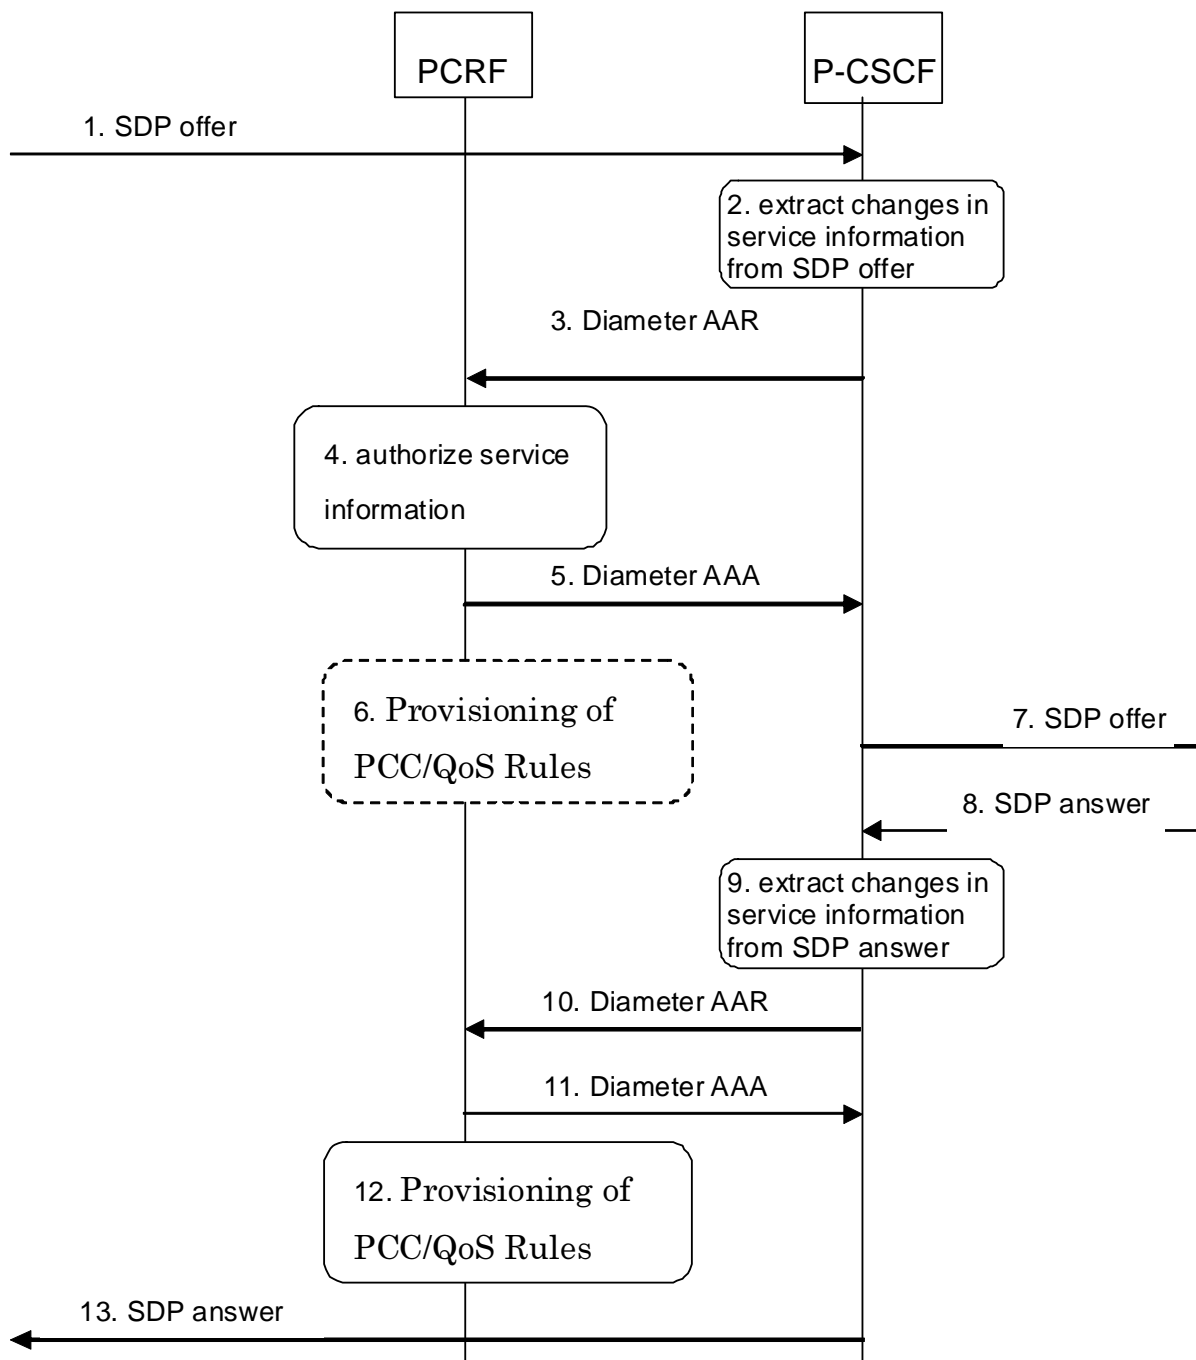 PCRF
P-CSCF
1. SDP offer
2. extract changes in
service information
from SDP offer
3. Diameter AAR
4. authorize service
information
5. Diameter AAA
6. Provisioning of
PCC/QoS Rules
7. SDP offer
8. SDP answer
9. extract changes in
service information
from SDP answer
10. Diameter AAR
11. Diameter AAA
12. Provisioning of
PCC/QoS Rules
13. SDP answer